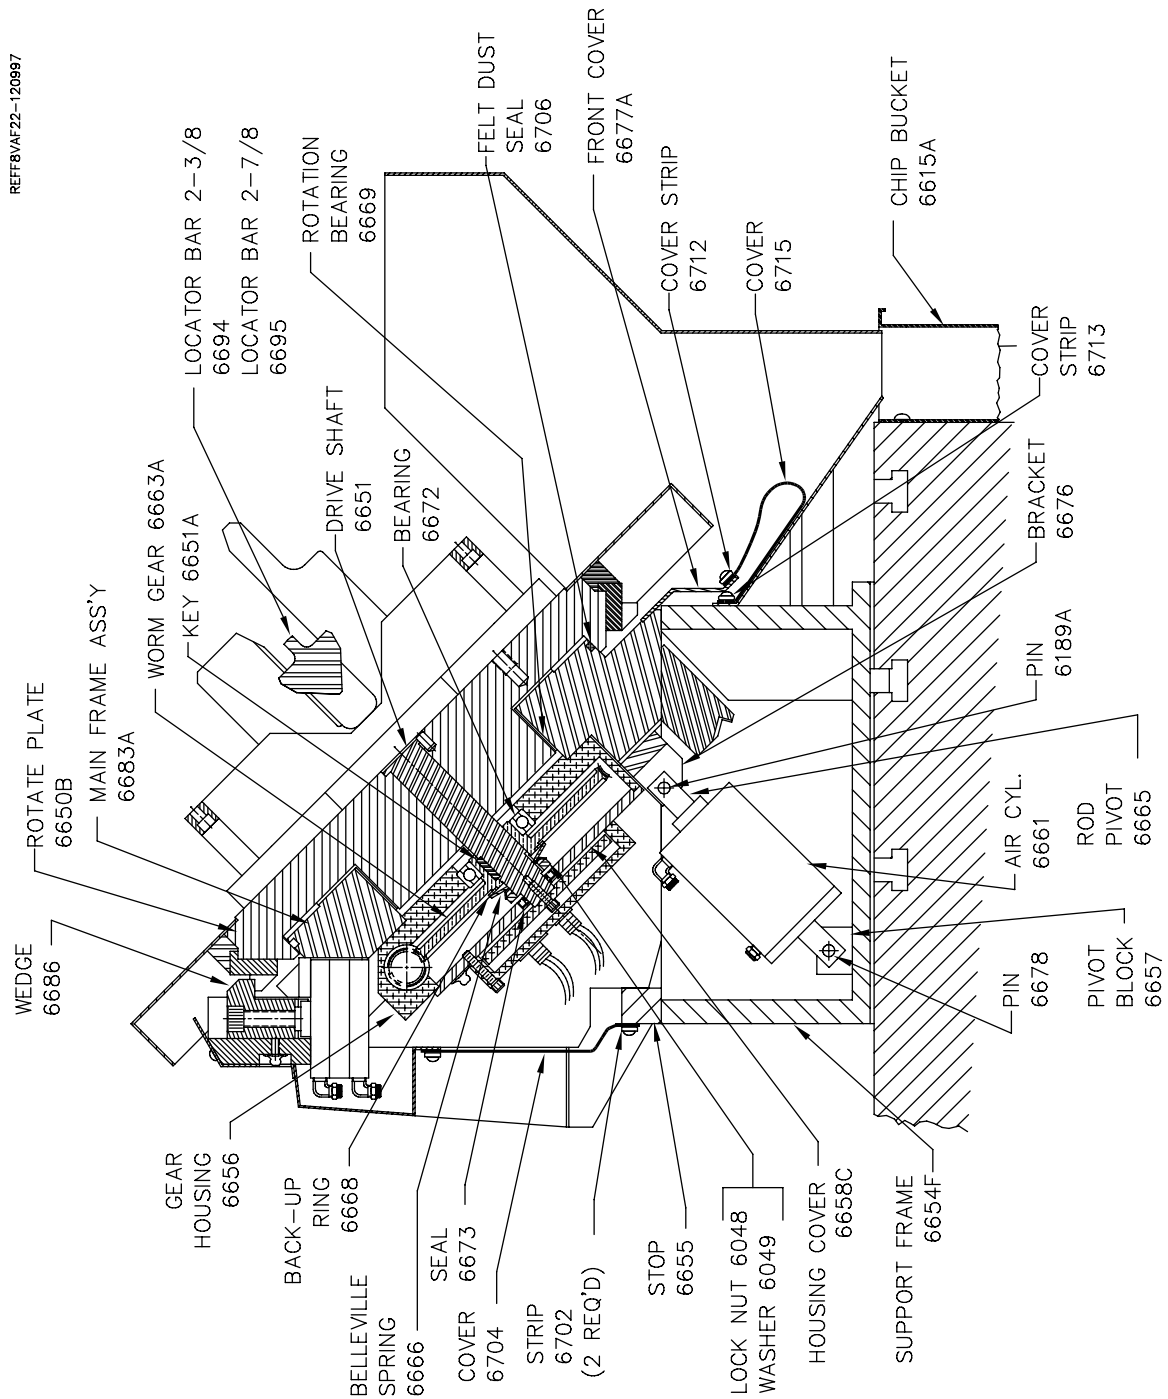 REFF8VAF22-120997
WEDGE
6686
ROTATE PLATE
6650B
MAIN FRAME ASS'Y
6683A
WORM GEAR 6663A
KEY 6651A
LOCATOR BAR 2-3/8
6694
LOCATOR BAR 2-7/8
6695
DRIVE SHAFT
6651
BEARING
6672
ROTATION
BEARING
6669
FELT DUST
SEAL
6706
FRONT COVER
6677A
COVER STRIP
6712
COVER
6715
CHIP BUCKET
6615A
COVER
STRIP
6713
BRACKET
6676
PIN
6189A
ROD
PIVOT
6665
AIR CYL.
6661
PIN
6678
PIVOT
BLOCK
6657
GEAR
HOUSING
6656
BACK-UP
RING
6668
BELLEVILLE
SPRING
6666
SEAL
6673
COVER
6704
STRIP
6702
(2 REQ'D)
STOP
6655
LOCK NUT 6048
WASHER 6049
HOUSING COVER
6658C
SUPPORT FRAME
6654F